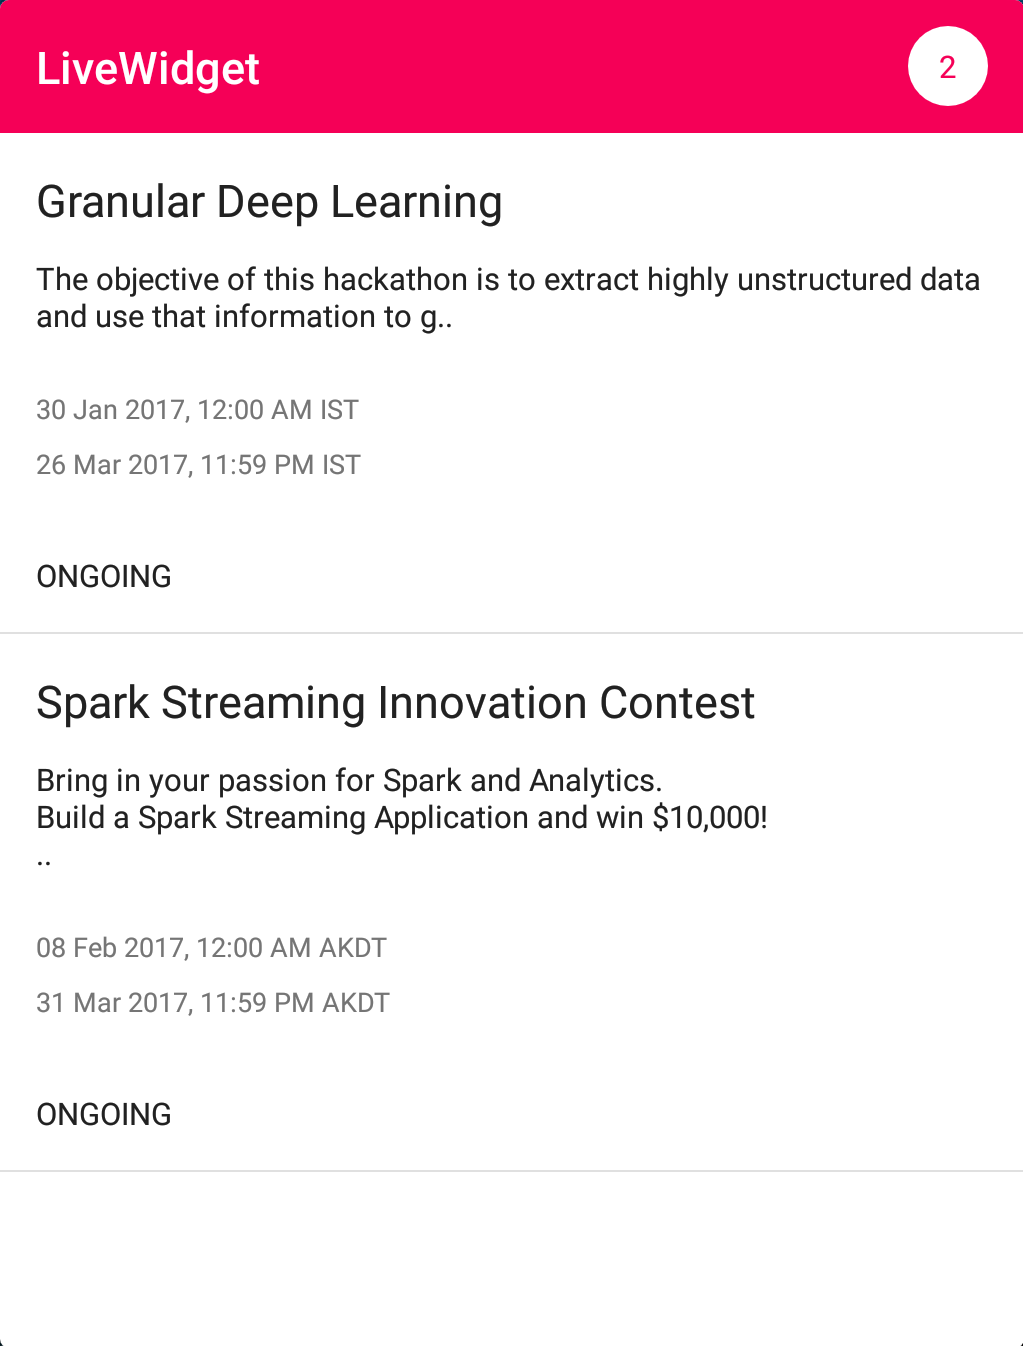 LiveWidget
2
Granular Deep Learning
The objective of this hackathon is to extract highly unstructured data
and use that information to g..
30 Jan 2017, 12:00 AM IST
26 Mar 2017, 11:59 PM IST
ONGOING
Spark Streaming Innovation Contest
Bring in your passion for Spark and Analytics.
Build a Spark Streaming Application and win $10,000!
..
08 Feb 2017, 12:00 AM AKDT
31 Mar 2017, 11:59 PM AKDT
ONGOING